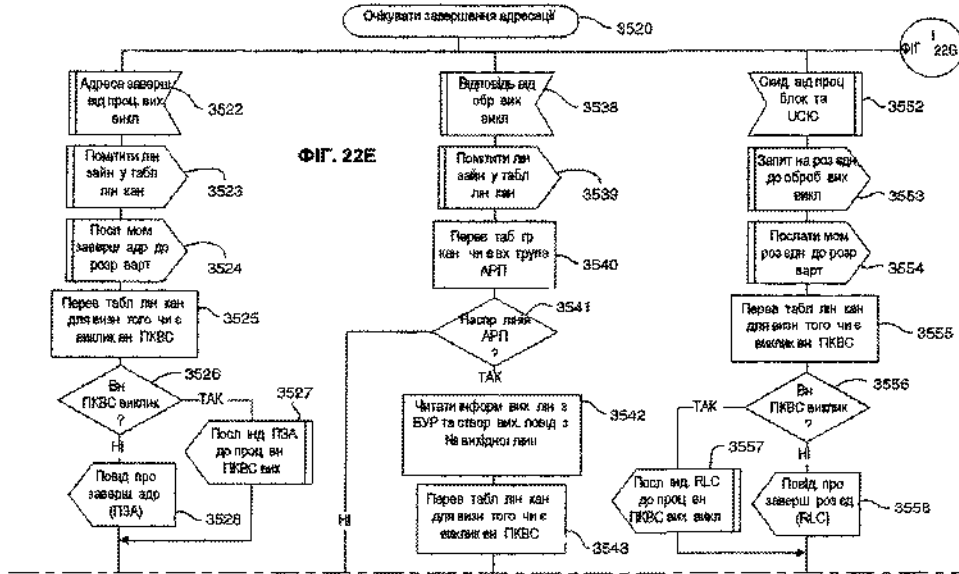 Очікувати завершення адресації
3520
ФІГ
22G
Адреса заверш
від проц. вих
викл
3522
Помітити лін
зайн у табл
лін кан
3523
Посл мом
заверш адр до
розр варт
3524
Перев табл лін кан
для визн того чи є
виклик вн ПКВС
3525
Вн
ПКВС виклик
?
3526
ТАК
НІ
3527
Посл інд ПЗА
до проц вн
ПКВС вих
Повід про
заверш адр
(ПЗА)
3528
ФІГ. 22E
Відповідь від
обр вих
викл
3538
Помітити лін
зайн у табл
лін кан
3539
Перев таб гр
кан чи є вх група
АРП
3540
Наспр лінія
АРП
?
3541
ТАК
НІ
Читати інформ вих лін з
БУР та створ вих. повід з
№ вихідної лінії
3542
Перев табл лін кан
для визн того чи є
виклик вн ПКВС
3543
Скид. від проц
блок та
UCIC
3552
Запит на роз єдн
до оброб вих
викл
3553
Послати мом
роз єдн до розр
варт
3554
Перев табл лін кан
для визн того чи є
виклик вн ПКВС
3555
Вн
ПКВС виклик
?
3556
ТАК
НІ
3557
Посл інд. RLC
до проц вн
ПКВС вих викл
Повід. про
заверш роз єд
(RLC)
3558